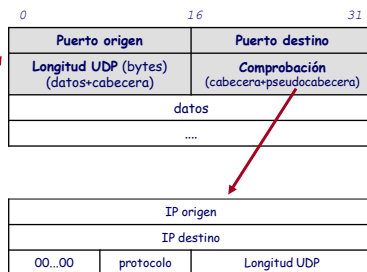 0 16 31
Puerto origen Puerto destino
Longitud UDP (bytes) Comprobación
(datos+cabecera) (cabecera+pseudocabecera)
datos
....
IP origen
IP destino
00...00 protocolo Longitud UDP